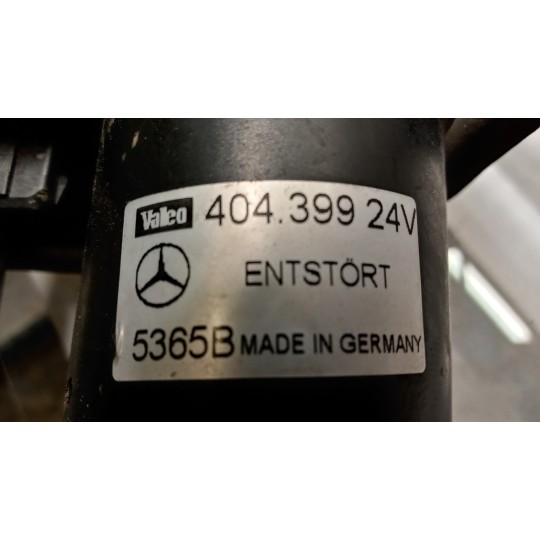 Valeo 404.399 24V
ENTSTÖRT
5365B MADE IN GERMANY